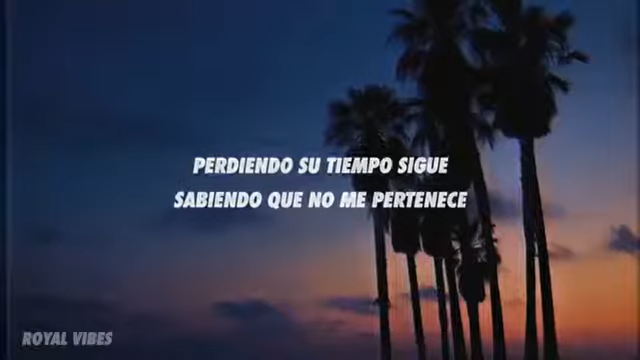 PERDIENDO SU TIEMPO SIGUE
SABIENDO QUE NO ME PERTENECE
ROYAL VIBES